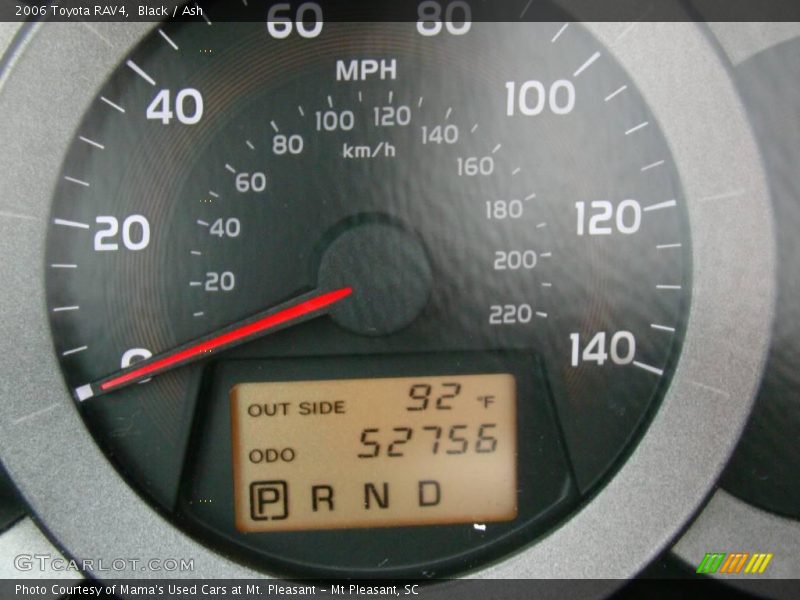 2006 Toyota RAV4, Black / Ash
60 80
MPH
40 100
100 120
80 140
km/h
60 160
20 40 180 120
20 200
220
0 140
OUT SIDE 92 °F
ODO 52756
P R N D
GTCARLOT.COM
Photo Courtesy of Mama's Used Cars at Mt. Pleasant - Mt Pleasant, SC